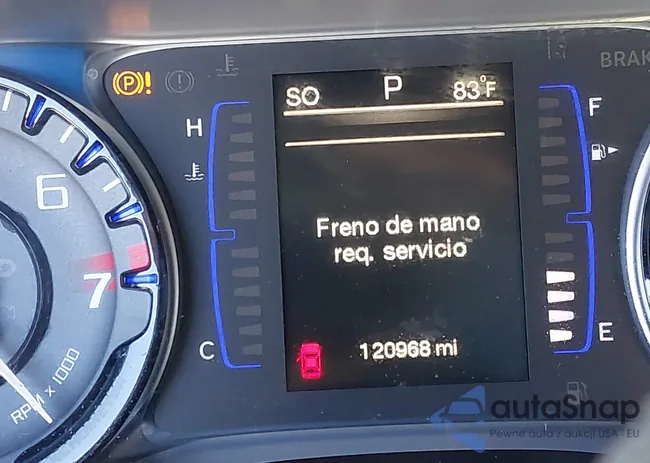 BRAK
SO P 83°F
H
F
6
Freno de mano
req. servicio
7
C
E
120968 mi
RPM x 1000
autaSnap
Pewne auta z aukcji USA i EU